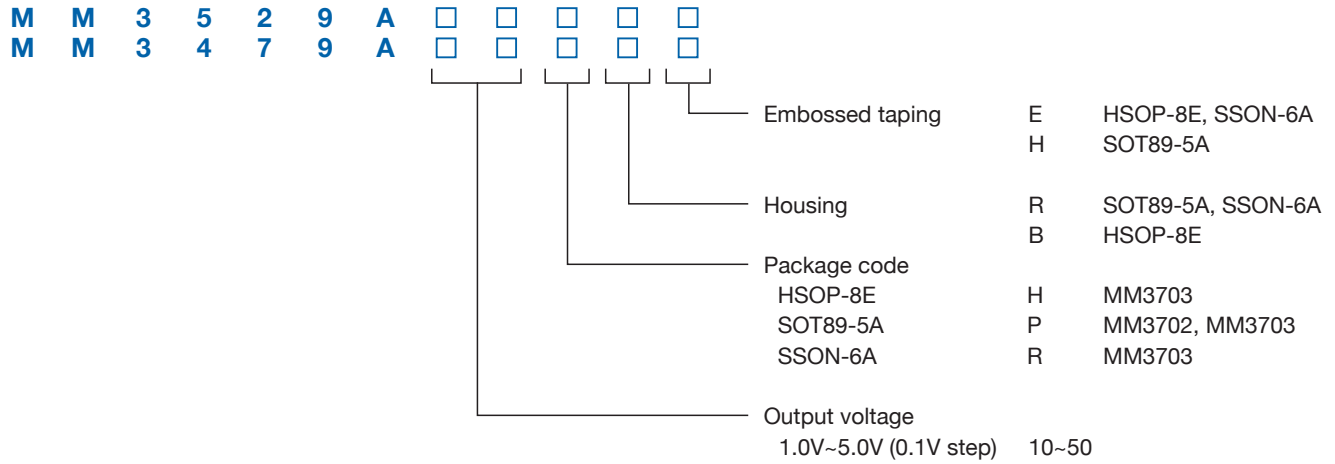 M M 3 5 2 9 A □ □ □ □ □
M M 3 4 7 9 A □ □ □ □ □
Embossed taping E HSOP-8E, SSON-6A
H SOT89-5A
Housing R SOT89-5A, SSON-6A
B HSOP-8E
Package code
HSOP-8E H MM3703
SOT89-5A P MM3702, MM3703
SSON-6A R MM3703
Output voltage
1.0V~5.0V (0.1V step) 10~50